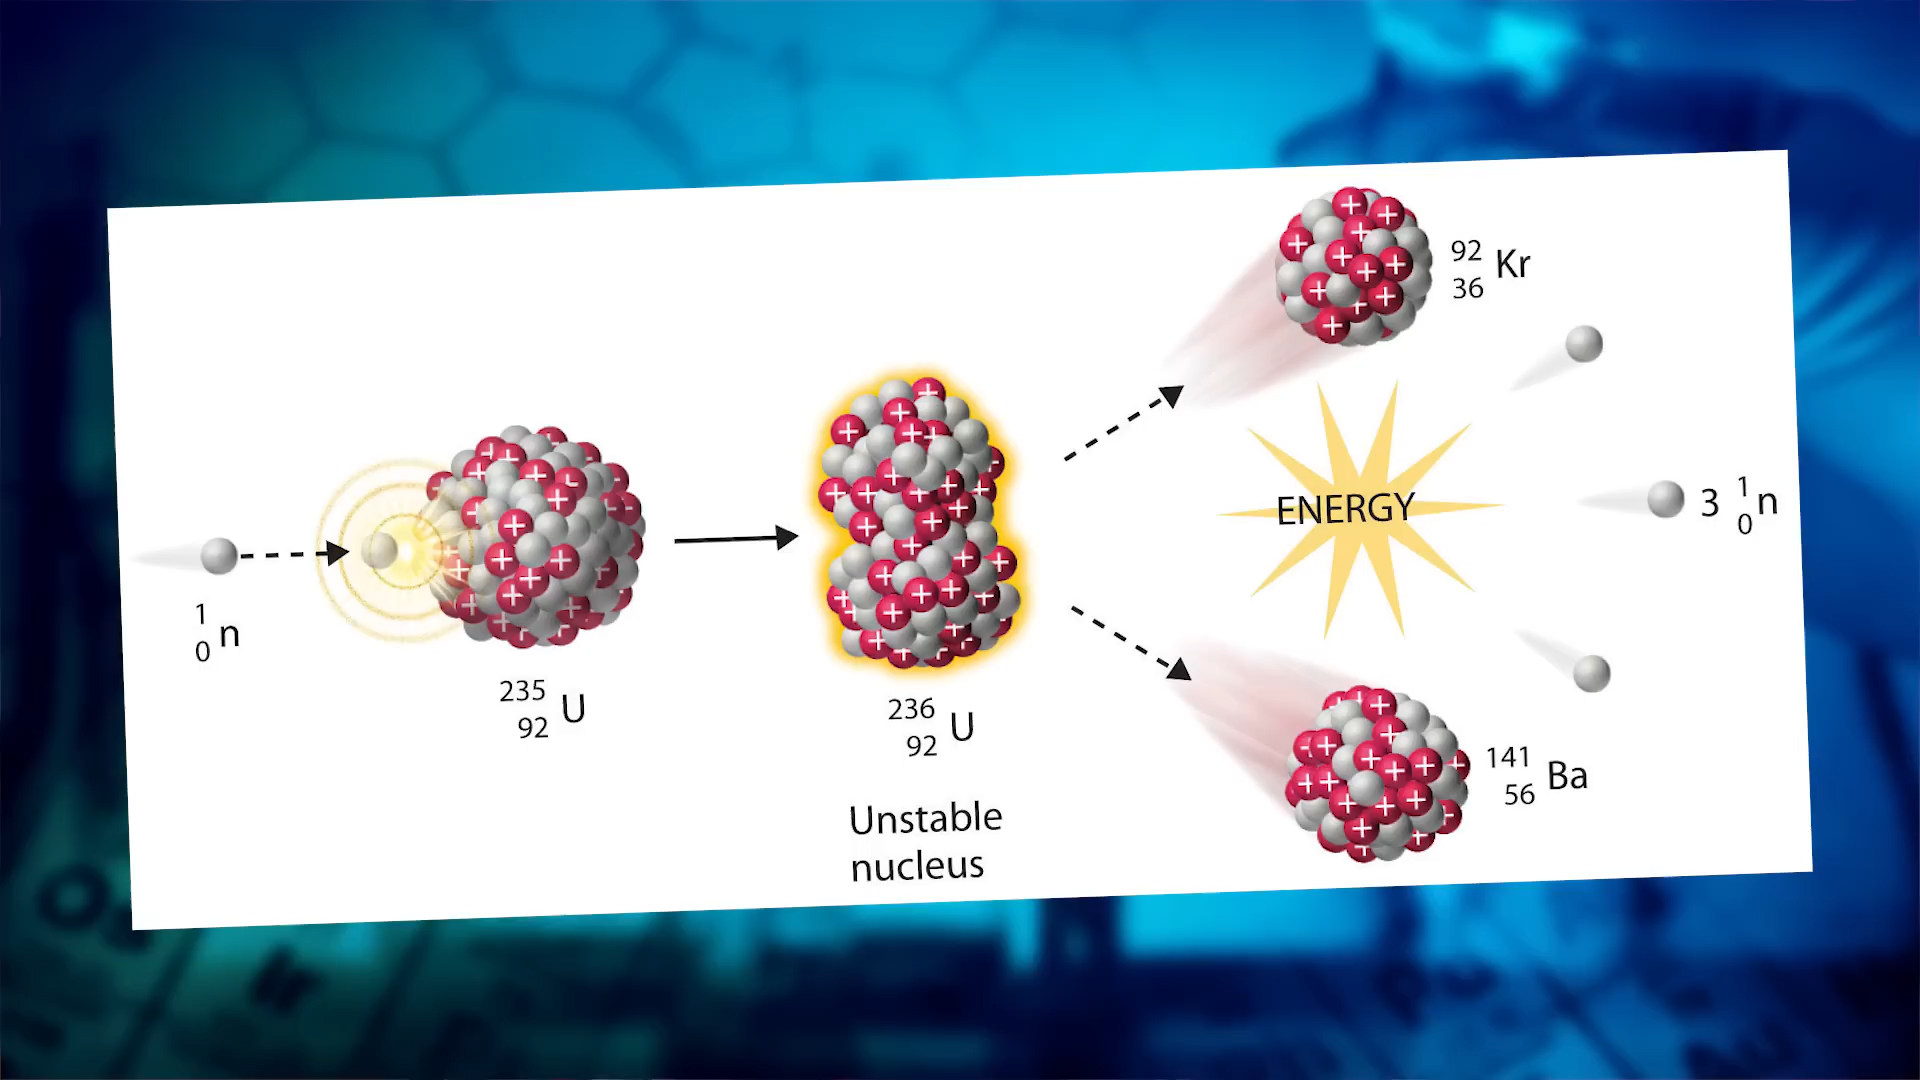 1
0 n
235
92 U
236
92 U
Unstable
nucleus
92
36 Kr
ENERGY
3 1
0 n
141
56 Ba